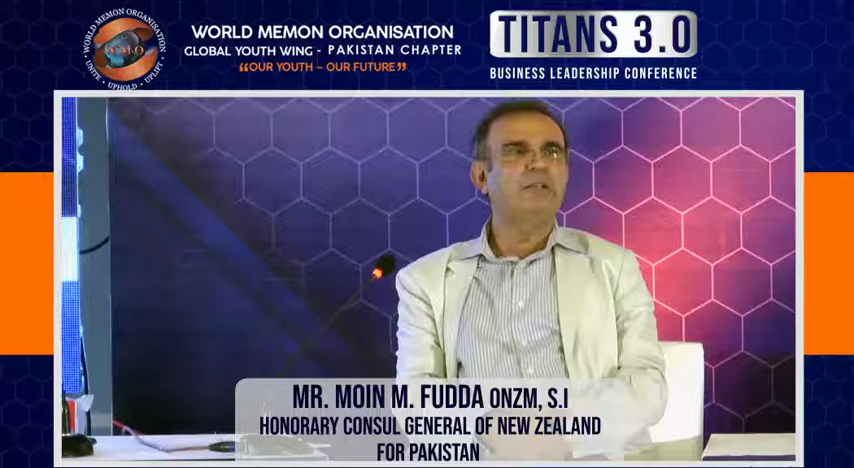 WORLD MEMON ORGANISATION
UNITE • UPHOLD • UPLIFT
WMO
WORLD MEMON ORGANISATION
GLOBAL YOUTH WING - PAKISTAN CHAPTER
“OUR YOUTH – OUR FUTURE”
TITANS 3.0
BUSINESS LEADERSHIP CONFERENCE
MR. MOIN M. FUDDA ONZM, S.I
HONORARY CONSUL GENERAL OF NEW ZEALAND
FOR PAKISTAN